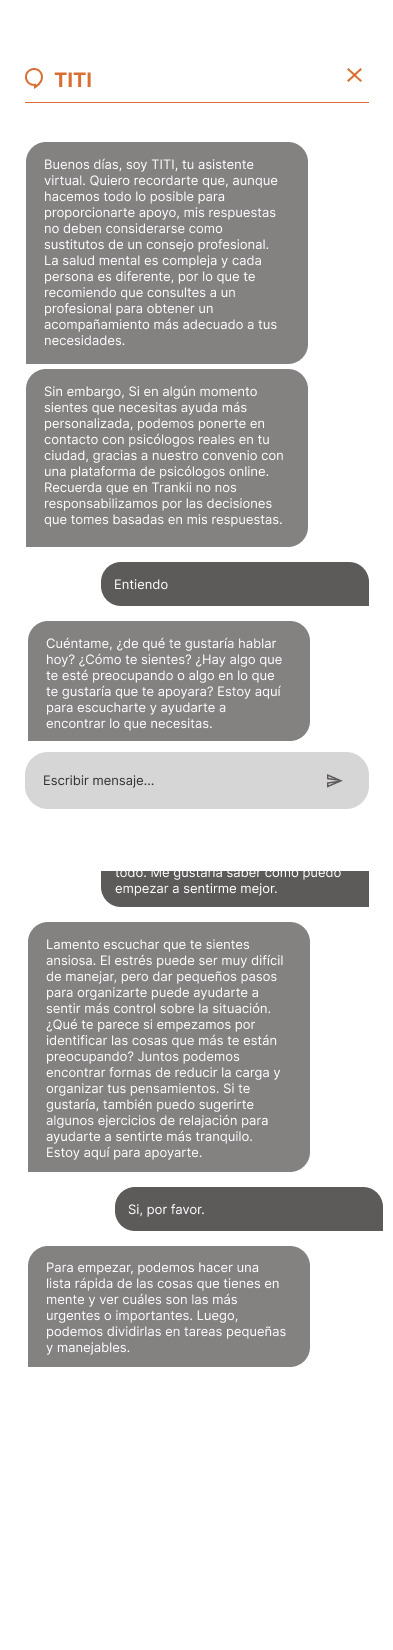 TITI
Buenos días, soy TITI, tu asistente
virtual. Quiero recordarte que, aunque
hacemos todo lo posible para
proporcionarte apoyo, mis respuestas
no deben considerarse como
sustitutos de un consejo profesional.
La salud mental es compleja y cada
persona es diferente, por lo que te
recomiendo que consultes a un
profesional para obtener un
acompañamiento más adecuado a tus
necesidades.
Sin embargo, Si en algún momento
sientes que necesitas ayuda más
personalizada, podemos ponerte en
contacto con psicólogos reales en tu
ciudad, gracias a nuestro convenio con
una plataforma de psicólogos online.
Recuerda que en Trankii no nos
responsabilizamos por las decisiones
que tomes basadas en mis respuestas.
Entiendo
Cuéntame, ¿de qué te gustaría hablar
hoy? ¿Cómo te sientes? ¿Hay algo que
te esté preocupando o algo en lo que
te gustaría que te apoyara? Estoy aquí
para escucharte y ayudarte a
encontrar lo que necesitas.
Escribir mensaje...
todo. Me gustaría saber cómo puedo
empezar a sentirme mejor.
Lamento escuchar que te sientes
ansiosa. El estrés puede ser muy difícil
de manejar, pero dar pequeños pasos
para organizarte puede ayudarte a
sentir más control sobre la situación.
¿Qué te parece si empezamos por
identificar las cosas que más te están
preocupando? Juntos podemos
encontrar formas de reducir la carga y
organizar tus pensamientos. Si te
gustaría, también puedo sugerirte
algunos ejercicios de relajación para
ayudarte a sentirte más tranquilo.
Estoy aquí para apoyarte.
Si, por favor.
Para empezar, podemos hacer una
lista rápida de las cosas que tienes en
mente y ver cuáles son las más
urgentes o importantes. Luego,
podemos dividirlas en tareas pequeñas
y manejables.